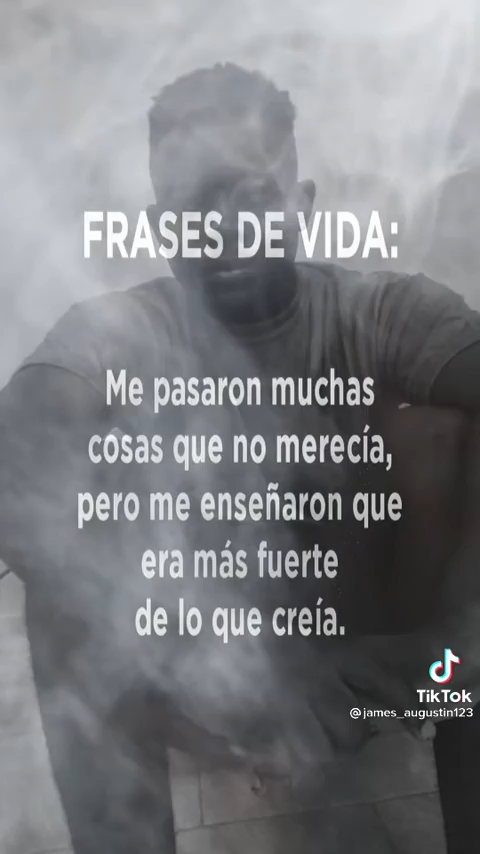 FRASES DE VIDA:
Me pasaron muchas
cosas que no merecía,
pero me enseñaron que
era más fuerte
de lo que creía.
TikTok
@james_augustin123